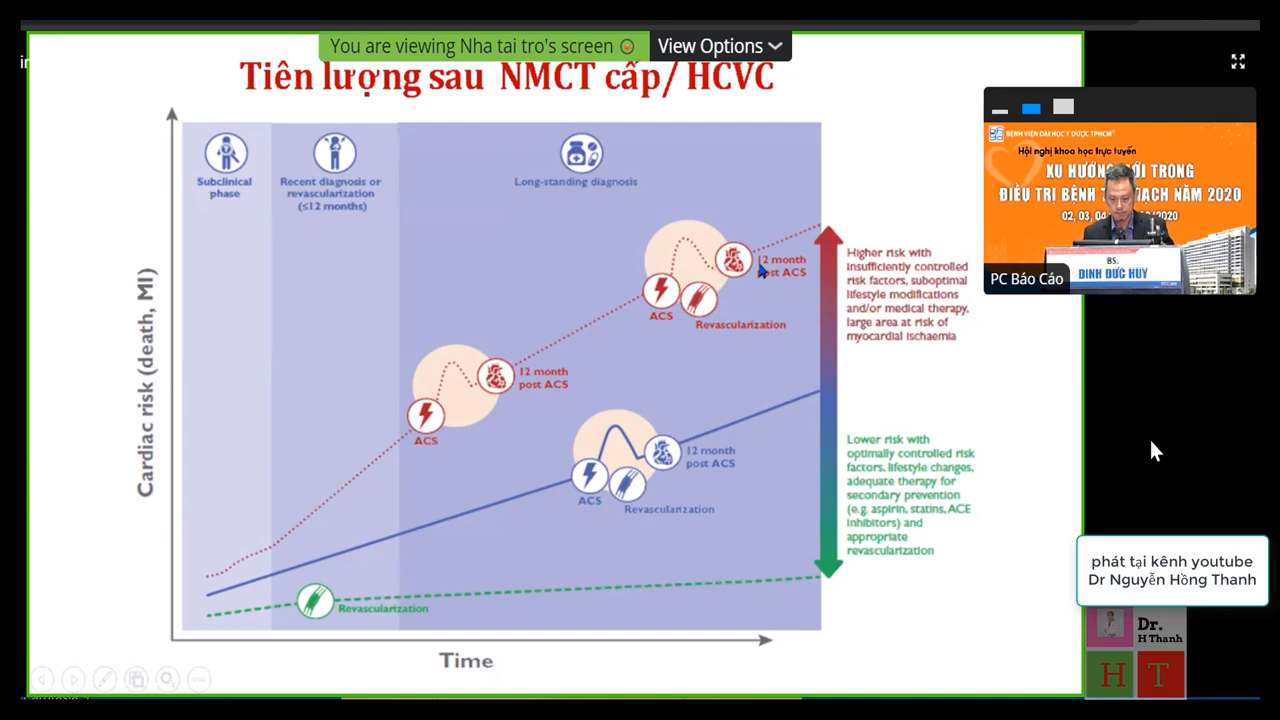 You are viewing Nha tai tro's screen
View Options
Tiên lượng sau NMCT cấp/ HCVC
Subclinical
phase
Recent diagnosis or
revascularization
(≤12 months)
Long-standing diagnosis
Cardiac risk (death, MI)
12 month
post ACS
ACS
Revascularization
12 month
post ACS
ACS
12 month
post ACS
ACS
Revascularization
Revascularization
Time
Higher risk with
insufficiently controlled
risk factors, suboptimal
lifestyle modifications
and/or medical therapy,
large area at risk of
myocardial ischaemia
Lower risk with
optimally controlled risk
factors, lifestyle changes,
adequate therapy for
secondary prevention
(e.g. aspirin, statins, ACE
inhibitors) and
appropriate
revascularization
BỆNH VIỆN ĐẠI HỌC Y DƯỢC TPHCM
Hội nghị khoa học trực tuyến
XU HƯỚNG MỚI TRONG
ĐIỀU TRỊ BỆNH TIM MẠCH NĂM 2020
02, 03, 04 /2020
BS.
ĐINH ĐỨC HUY
PC Báo Cáo
phát tại kênh youtube
Dr Nguyễn Hồng Thanh
Dr.
H Thanh
H T